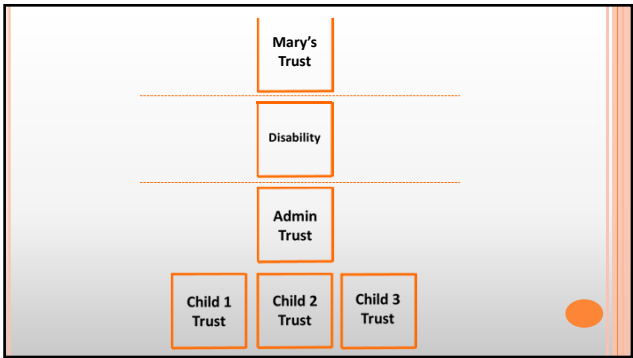 Mary’s
Trust
Disability
Admin
Trust
Child 1
Trust
Child 2
Trust
Child 3
Trust